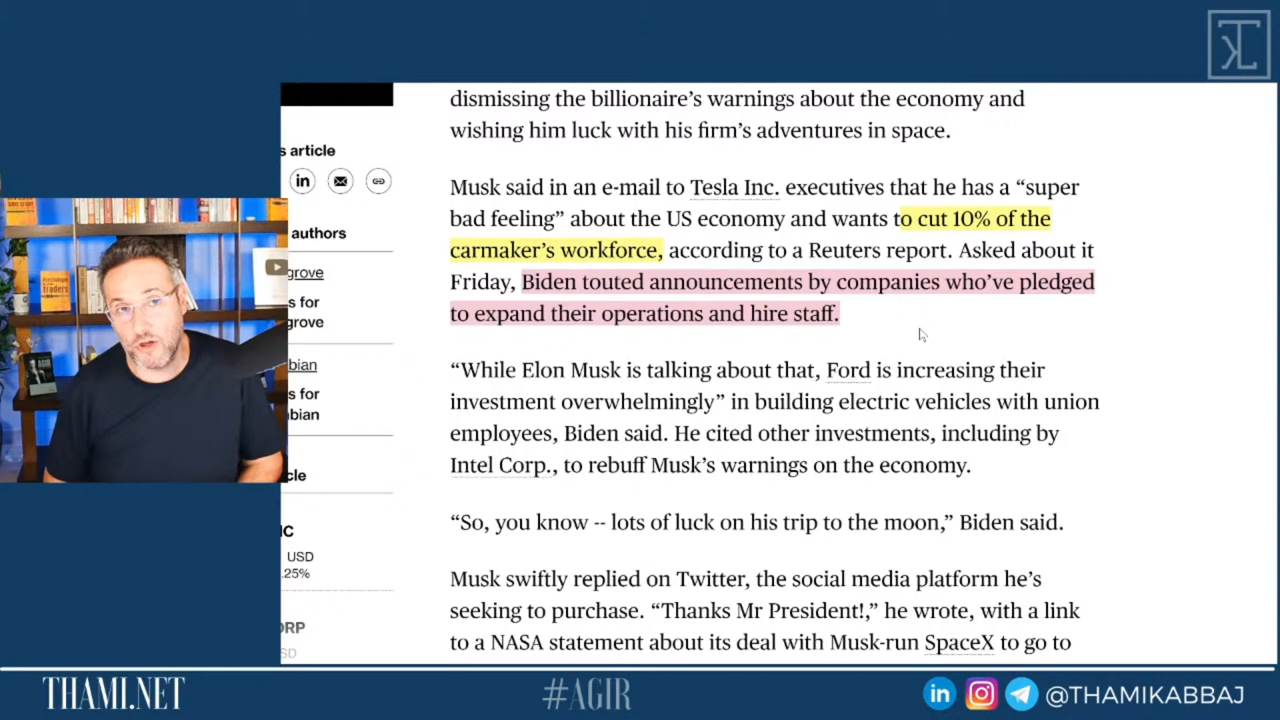 dismissing the billionaire's warnings about the economy and
wishing him luck with his firm's adventures in space.
s article
in
Musk said in an e-mail to Tesla Inc. executives that he has a “super
bad feeling” about the US economy and wants to cut 10% of the
carmaker’s workforce, according to a Reuters report. Asked about it
Friday, Biden touted announcements by companies who’ve pledged
to expand their operations and hire staff.
authors
grove
s for
grove
bian
s for
bian
“While Elon Musk is talking about that, Ford is increasing their
investment overwhelmingly” in building electric vehicles with union
employees, Biden said. He cited other investments, including by
Intel Corp., to rebuff Musk’s warnings on the economy.
cle
“So, you know -- lots of luck on his trip to the moon,” Biden said.
IC
USD
.25%
Musk swiftly replied on Twitter, the social media platform he’s
seeking to purchase. “Thanks Mr President!,” he wrote, with a link
to a NASA statement about its deal with Musk-run SpaceX to go to
ORP
SD
AGIR
THAMI.NET
#AGIR
in
@THAMIKABBAJ